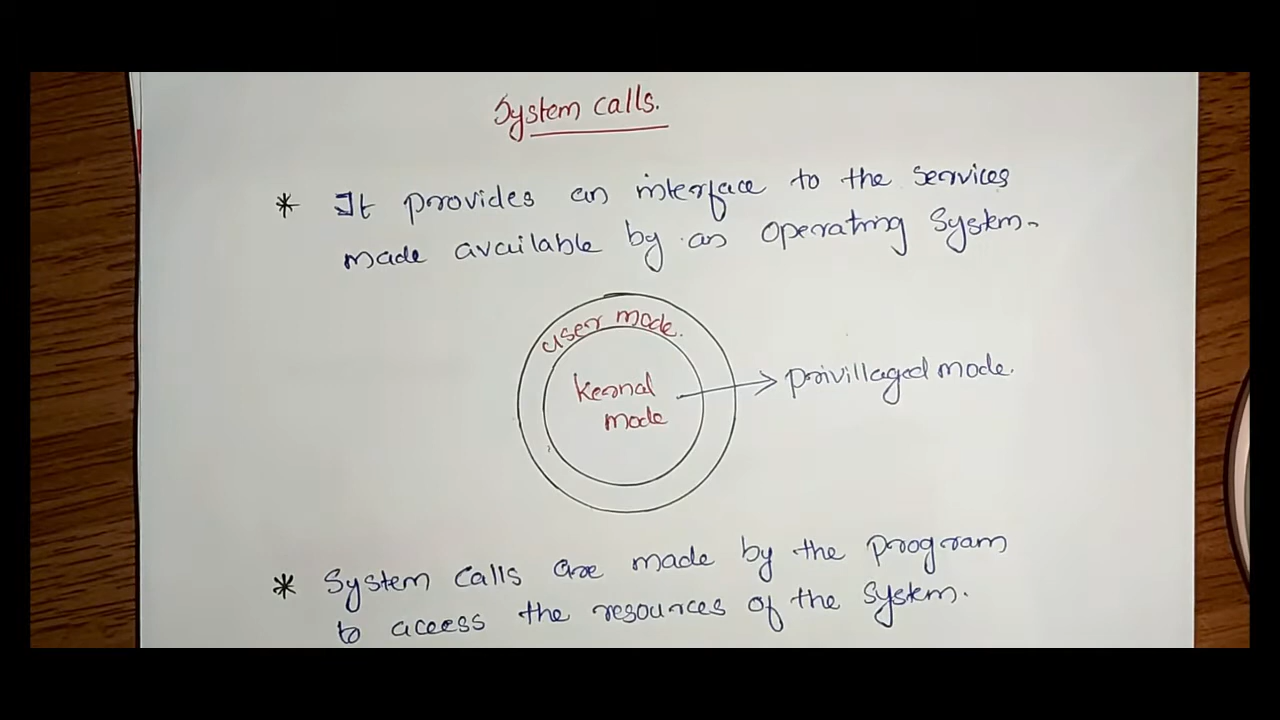 System calls.
* It provides an interface to the services
made available by an operating System.
user mode.
Kernal
mode
privillaged mode.
* System calls are made by the program
to access the resources of the system.